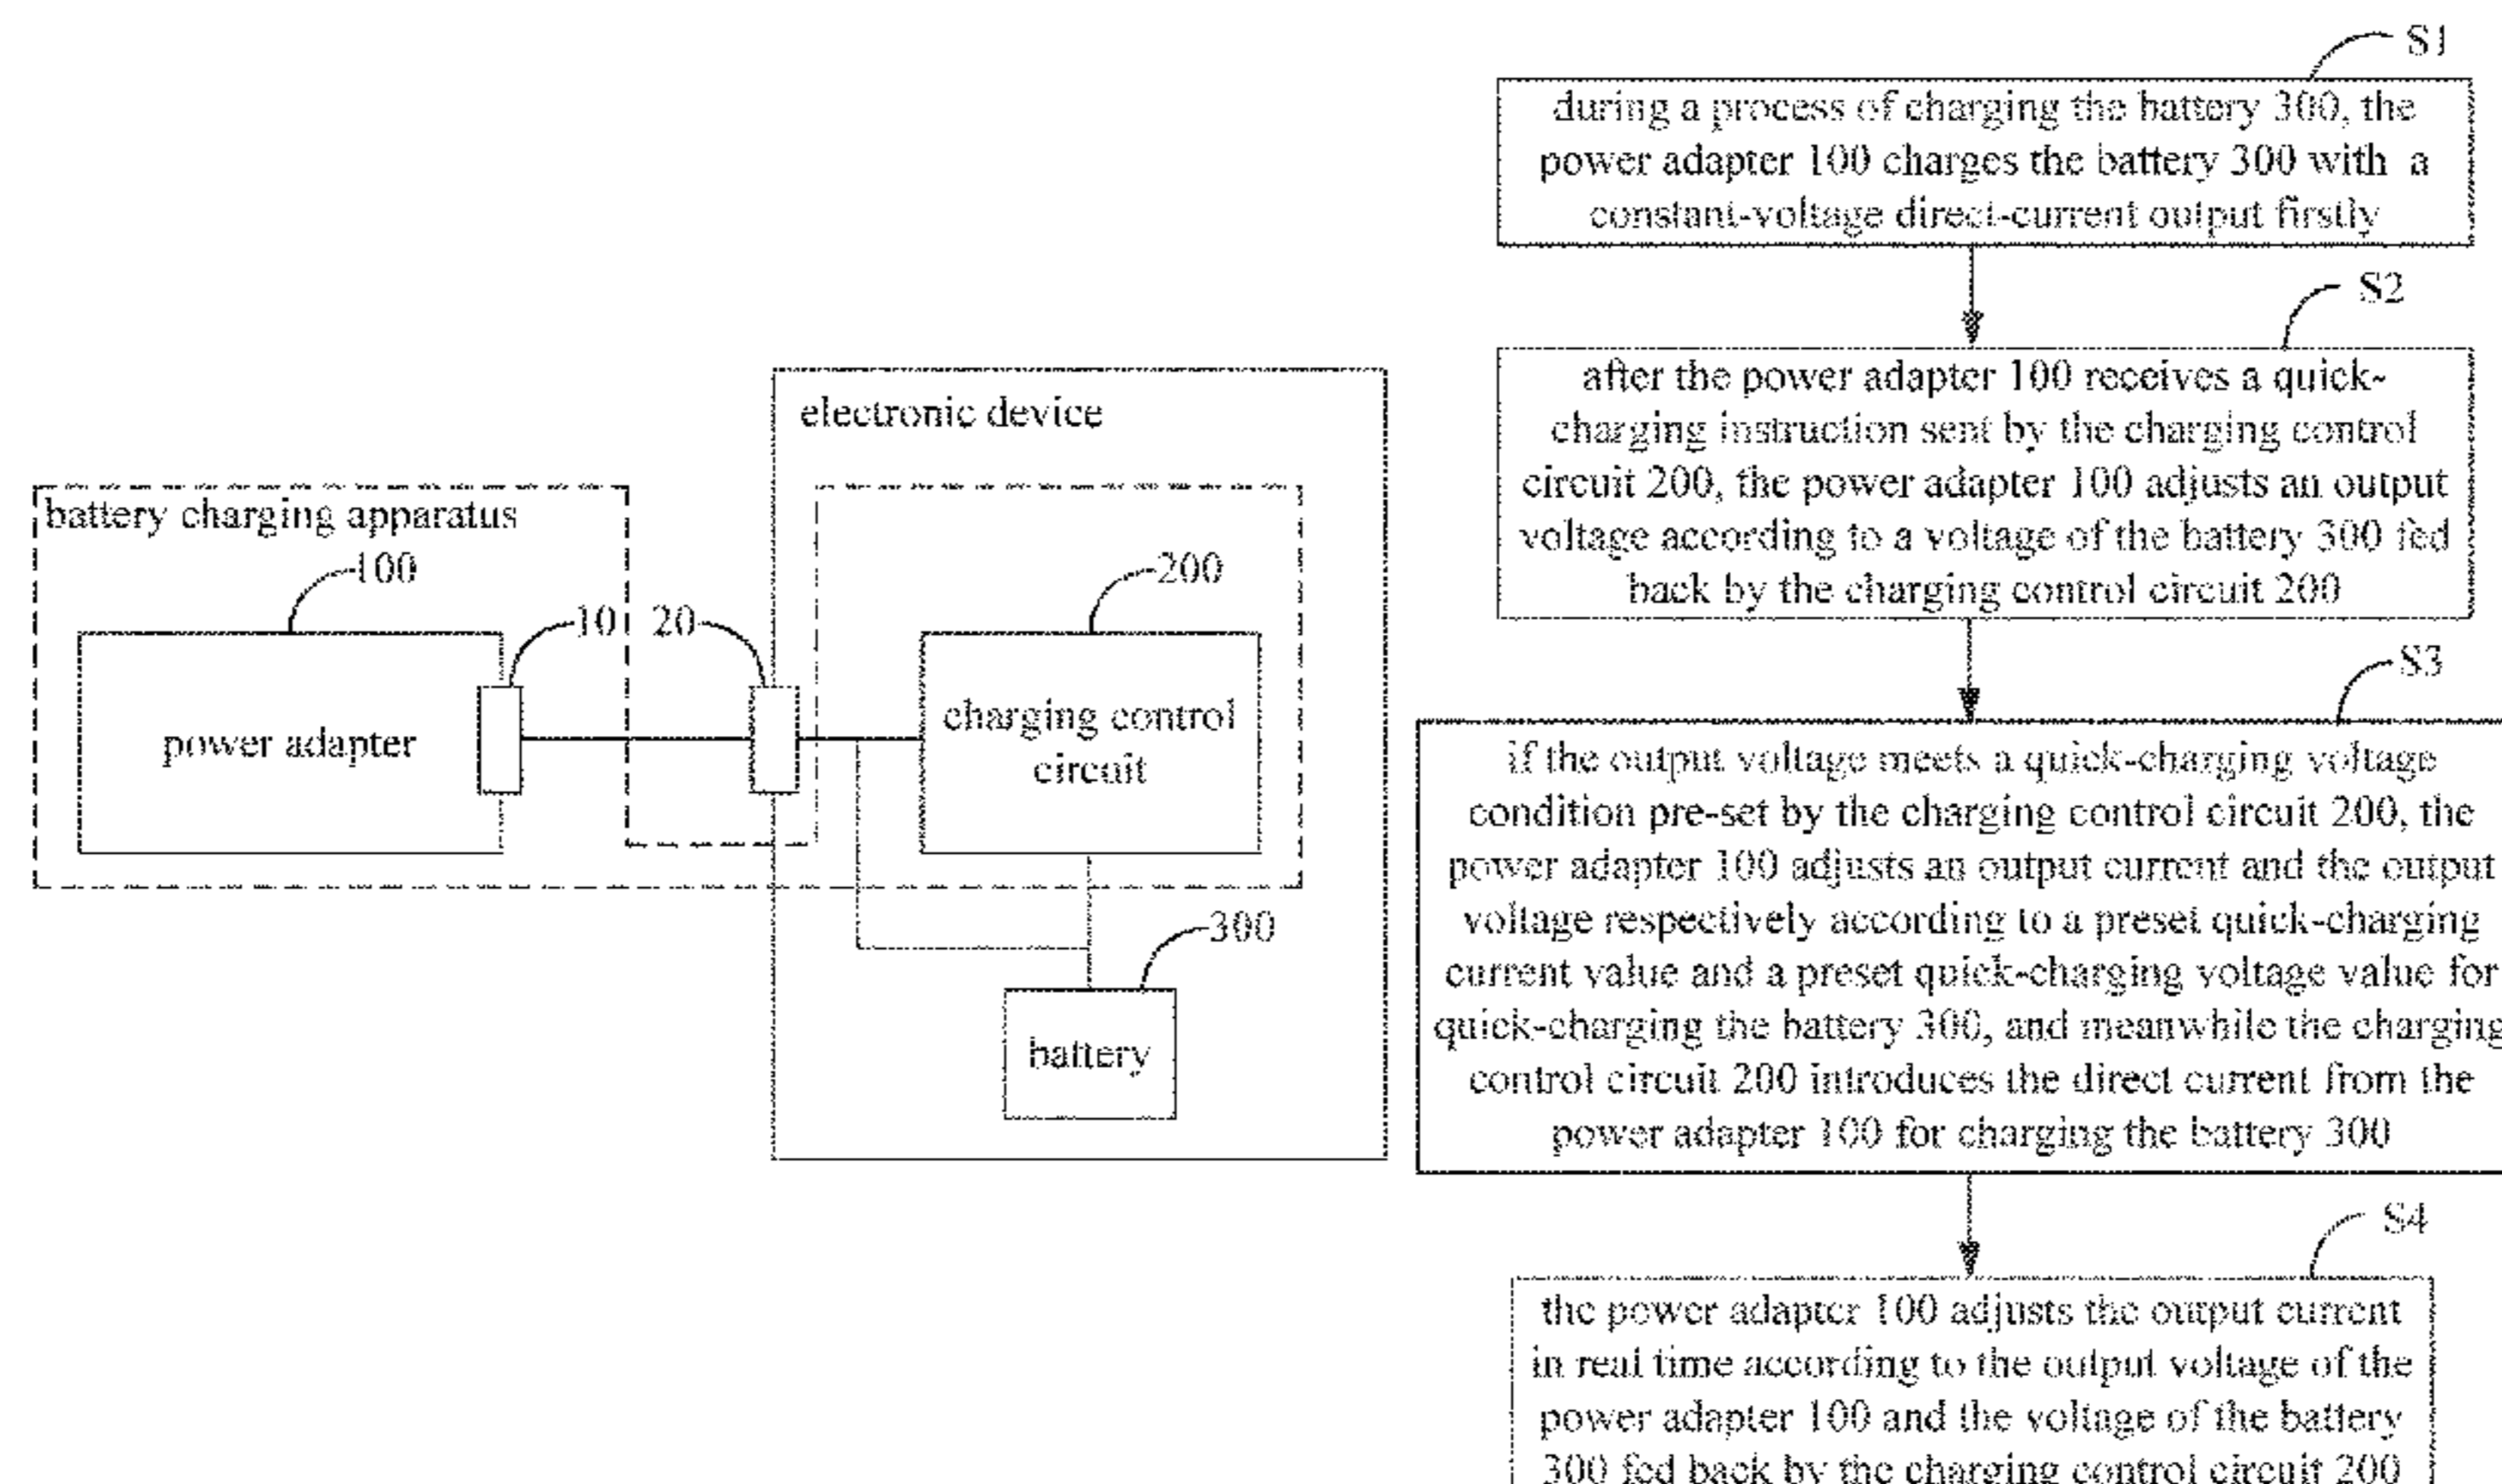 electronic device
battery charging apparatus
100
200
10
20
power adapter
charging control
circuit
300
battery
S1
during a process of charging the battery 300, the
power adapter 100 charges the battery 300 with a
constant-voltage direct-current output firstly
S2
after the power adapter 100 receives a quick-
charging instruction sent by the charging control
circuit 200, the power adapter 100 adjusts an output
voltage according to a voltage of the battery 300 fed
back by the charging control circuit 200
S3
if the output voltage meets a quick-charging voltage
condition pre-set by the charging control circuit 200, the
power adapter 100 adjusts an output current and the output
voltage respectively according to a preset quick-charging
current value and a preset quick-charging voltage value for
quick-charging the battery 300, and meanwhile the charging
control circuit 200 introduces the direct current from the
power adapter 100 for charging the battery 300
S4
the power adapter 100 adjusts the output current
in real time according to the output voltage of the
power adapter 100 and the voltage of the battery
300 fed back by the charging control circuit 200